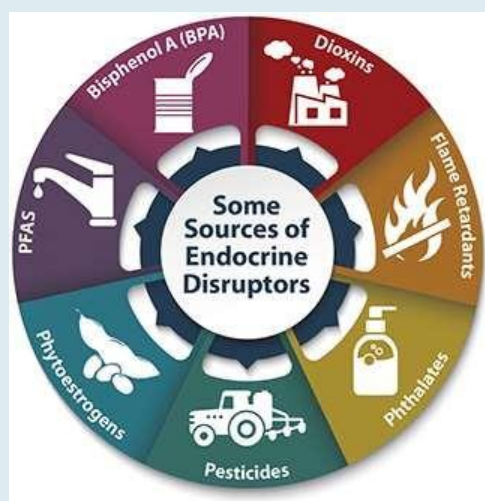 Some
Sources of
Endocrine
Disruptors
Bisphenol A (BPA)
Dioxins
Flame Retardants
Phthalates
Pesticides
Phytoestrogens
PFAS